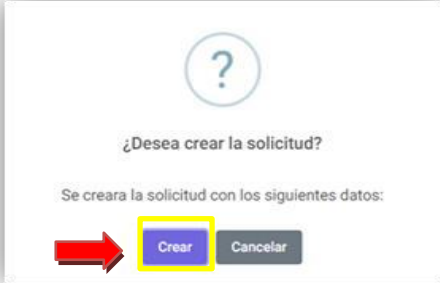 ?
¿Desea crear la solicitud?
Se creara la solicitud con los siguientes datos:
Crear Cancelar